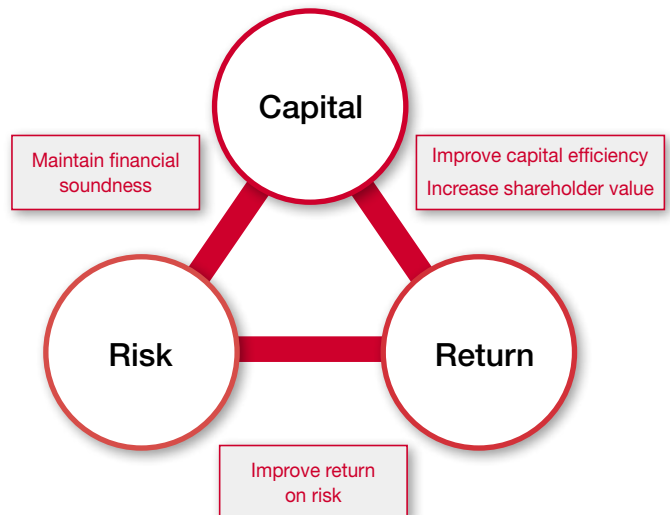 Capital
Maintain financial
soundness
Improve capital efficiency
Increase shareholder value
Risk
Return
Improve return
on risk